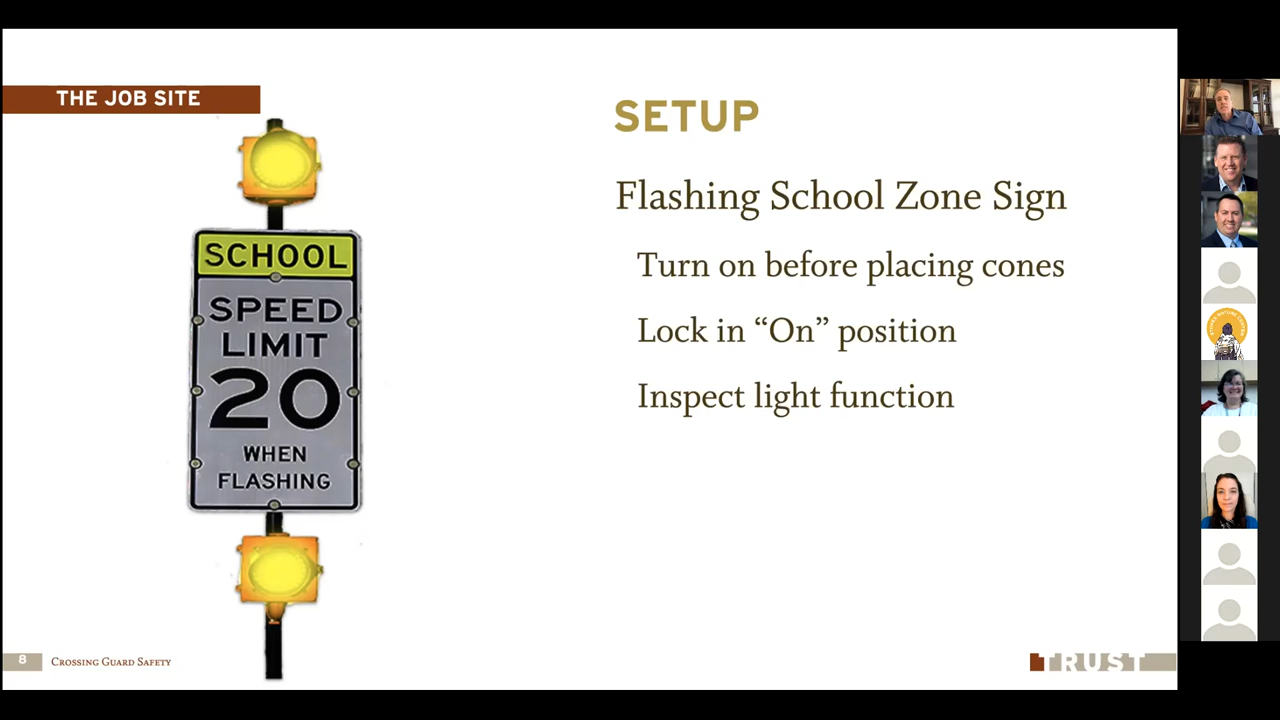 THE JOB SITE
SCHOOL
SPEED
LIMIT
20
WHEN
FLASHING
SETUP
Flashing School Zone Sign
Turn on before placing cones
Lock in “On” position
Inspect light function
8
Crossing Guard Safety
TRUST